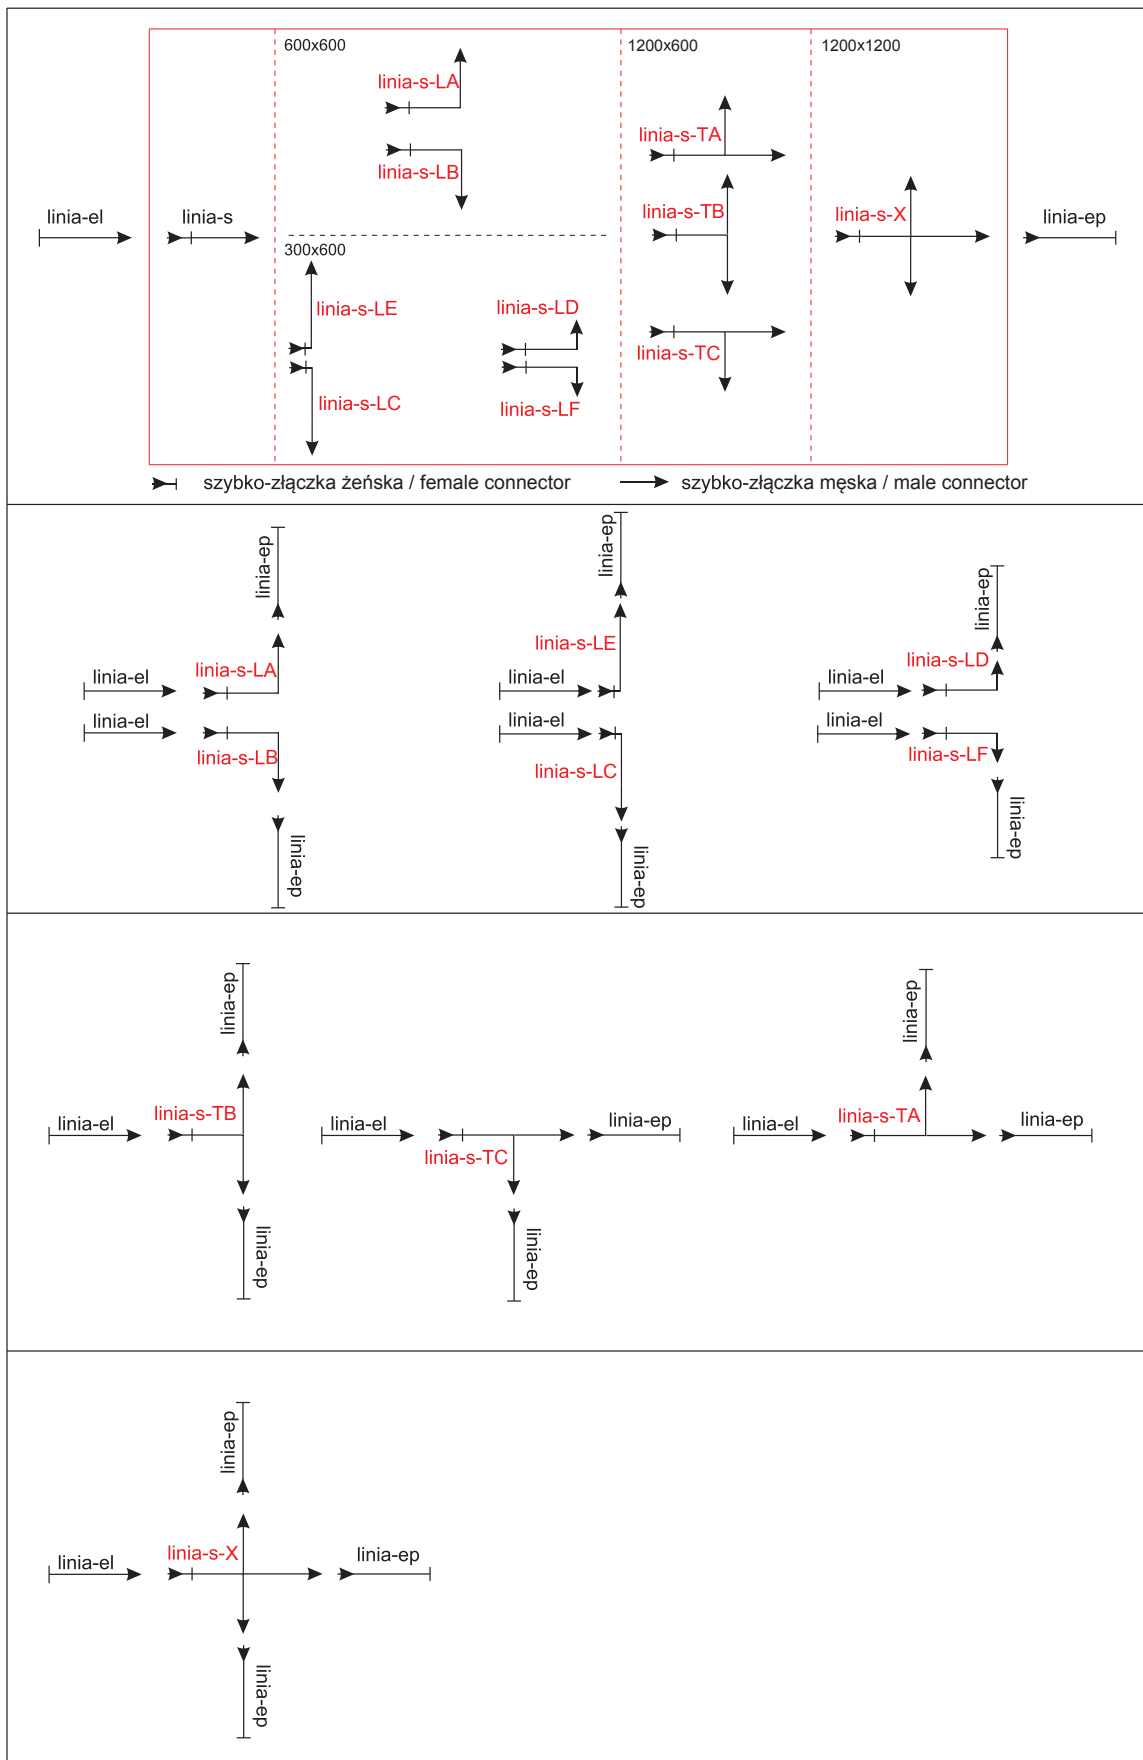 600x600
1200x600
1200x1200
linia-s-LA
linia-s-TA
linia-s-LB
linia-el
linia-s
linia-s-TB
linia-s-X
linia-ep
300x600
linia-s-LE
linia-s-LD
linia-s-TC
linia-s-LC
linia-s-LF
szybko-złączka żeńska / female connector
szybko-złączka męska / male connector
linia-ep
linia-ep
linia-ep
linia-el
linia-s-LA
linia-s-LE
linia-el
linia-s-LD
linia-el
linia-el
linia-s-LB
linia-el
linia-s-LC
linia-el
linia-s-LF
linia-ep
linia-ep
linia-ep
linia-ep
linia-ep
linia-el
linia-s-TB
linia-el
linia-s-TC
linia-ep
linia-el
linia-s-TA
linia-ep
linia-ep
linia-ep
linia-ep
linia-el
linia-s-X
linia-ep
linia-ep